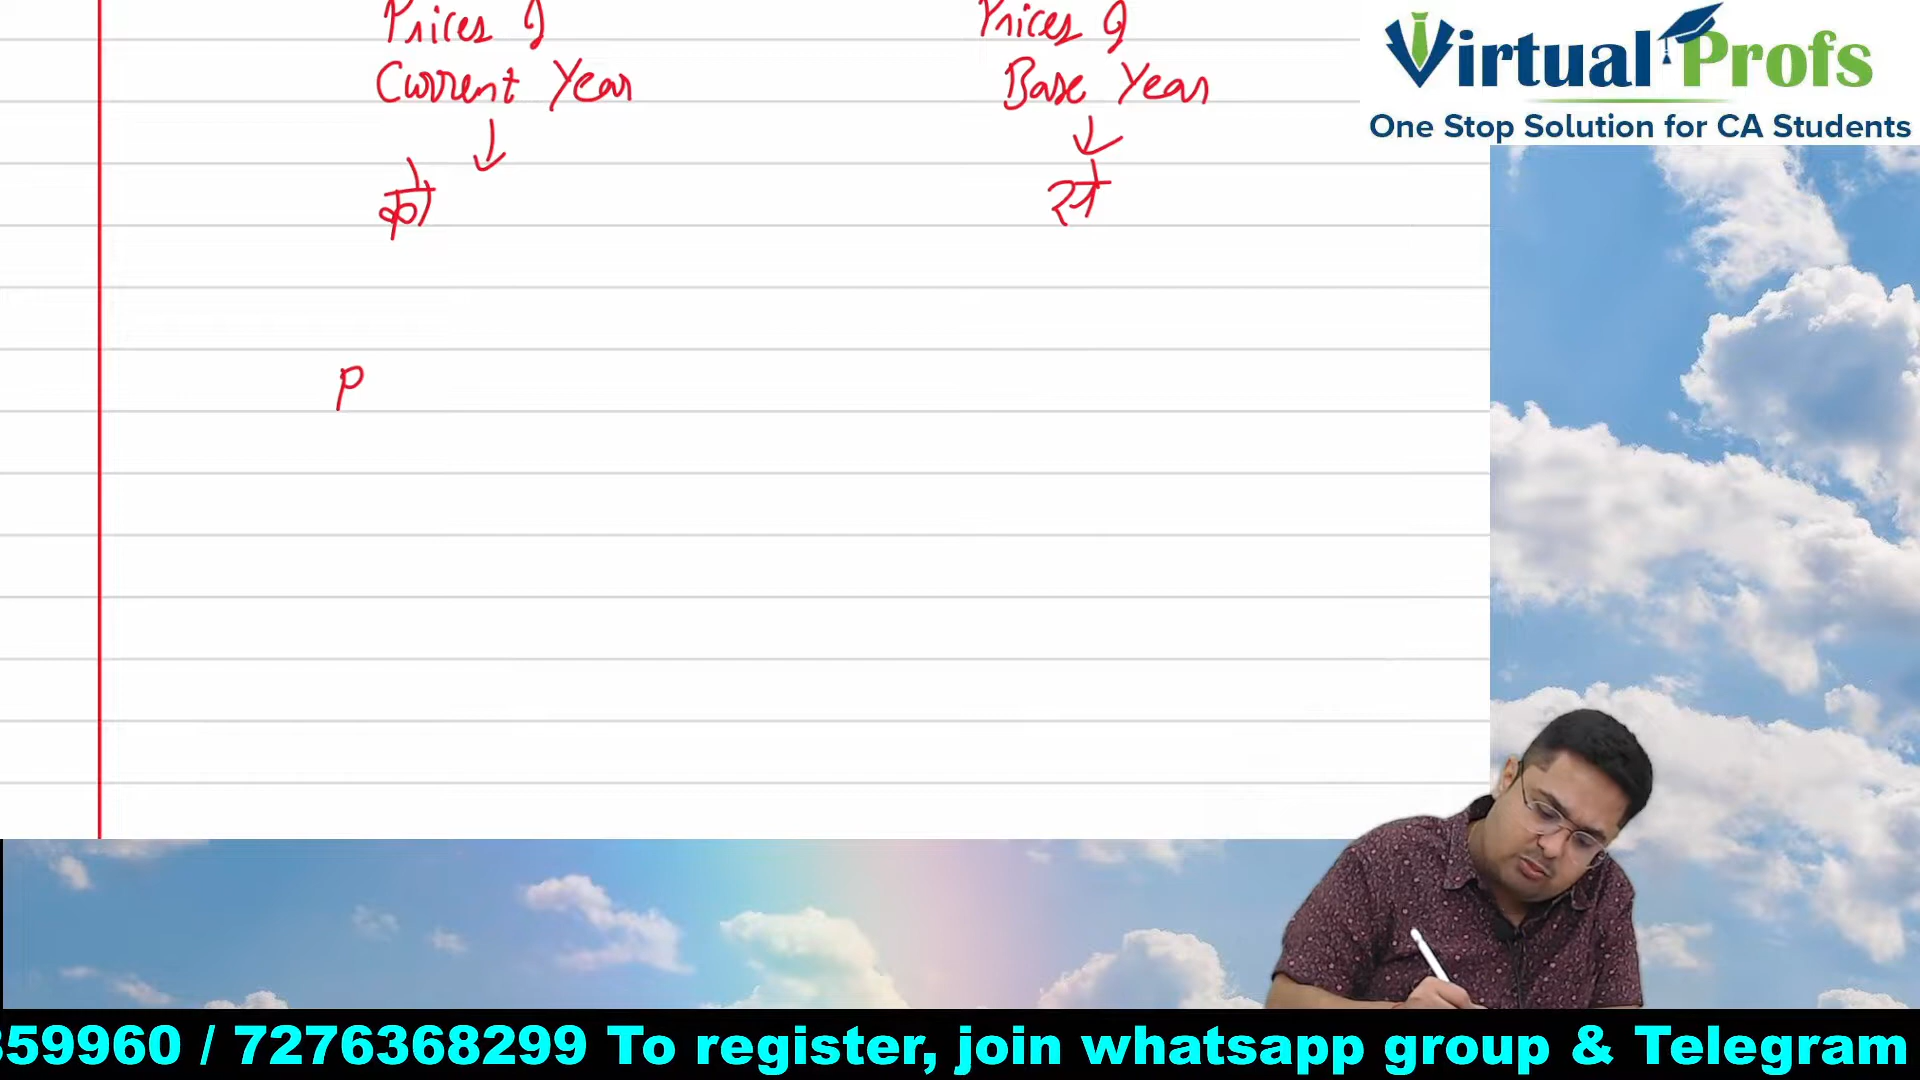 Prices of
Current Year
Prices of
Base Year
Virtual Profs
One Stop Solution for CA Students
P
359960 / 7276368299 To register, join whatsapp group & Telegram